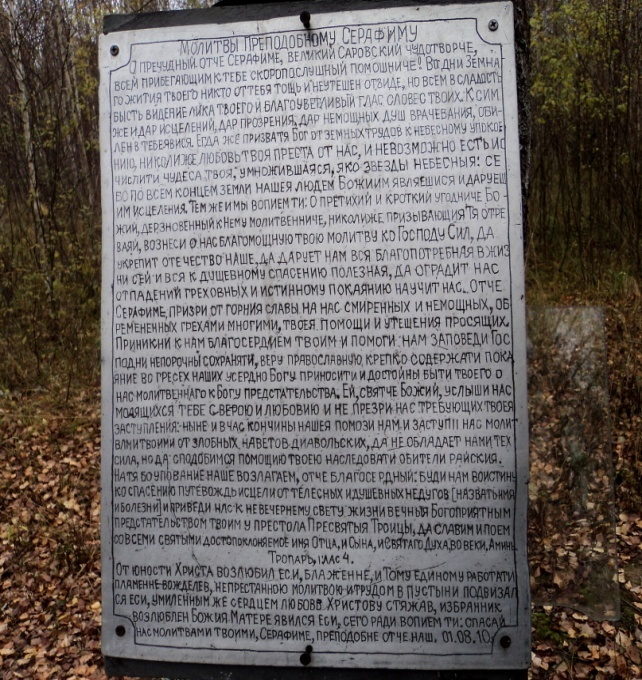 Молитвы Преподобному Серафиму
О пречудный отче Серафиме, великий Саровский чудотворче,
всем прибегающим к тебе скоропослушный помощниче! Во дни земна
го жития твоего никто от тебя тощь и неутешен отъиде, но всем в сладость
бысть видение лика твоего и благоуветливый глас словес твоих. К сим
же и дар исцелений, дар прозрения, дар немощных душ врачевания, оби-
лен в тебе явися. Егда же призва тя Бог от земных трудов к небесному упокое
нию, николиже любовь твоя преста от нас, и невозможно есть ис
числити чудеса твоя, умножившаяся, яко звезды небесныя: се
бо по всем концем земли нашея людем Божиим являешися и даруеш
им исцеления. Тем же и мы вопием ти: О претихий и кроткий угодниче Бо-
жий, дерзновенный к Нему молитвенниче, николиже призывающия тя отре
ваяй, вознеси о нас благомощную твою молитву ко Господу Сил, да
укрепит отечество наше, да дарует нам вся благопотребная в жиз
ни сей и вся к душевному спасению полезная, да оградит нас
от падений греховных и истинному покаянию научит нас. Отче
Серафиме, призри от горния славы на нас смиренных и немощных, об
ремененных грехами многими, твоея помощи и утешения просящих.
Приникни к нам благосердием твоим и помоги нам заповеди Гос
подни непорочны сохраняти, веру православную крепко содержати пока
яние во гресех наших усердно Богу приносити и достойны быти твоего о
нас молитвеннаго к Богу предстательства. Ей, святче Божий, услыши нас
молящихся тебе с верою и любовию и не презри нас требующих твоея
заступления: ныне и в час кончины нашея помози нам и заступи нас молит
вами твоими от злобных наветов диавольских, да не обладает нами тех
сила, но да сподобимся помощию твоею наследовати обители райския.
На тя бо упование наше возлагаем, отче благосердный: буди нам воистину
ко спасению путевождь исцели от телесных и душевных недугов (назвать имя
и болезни) и приведи нас к невечернему свету жизни вечныя Богоприятным
предстательством твоим у престола Пресвятыя Троицы, да славим и поем
со всеми святыми достопоклоняемое имя Отца, и Сына, и Святаго Духа, во веки, Аминь.
Тропарь, глас 4.
От юности Христа возлюбил еси, блаженне, и Тому единому работати
пламенне вожделев, непрестанною молитвою и трудом в пустыни подвизал
ся еси, умиленным же сердцем любовь Христову стяжав, избранник
возлюблен Божия Матере явился еси, сего ради вопием ти: спасай
нас молитвами твоими, Серафиме, преподобне отче наш. 01.08.10г